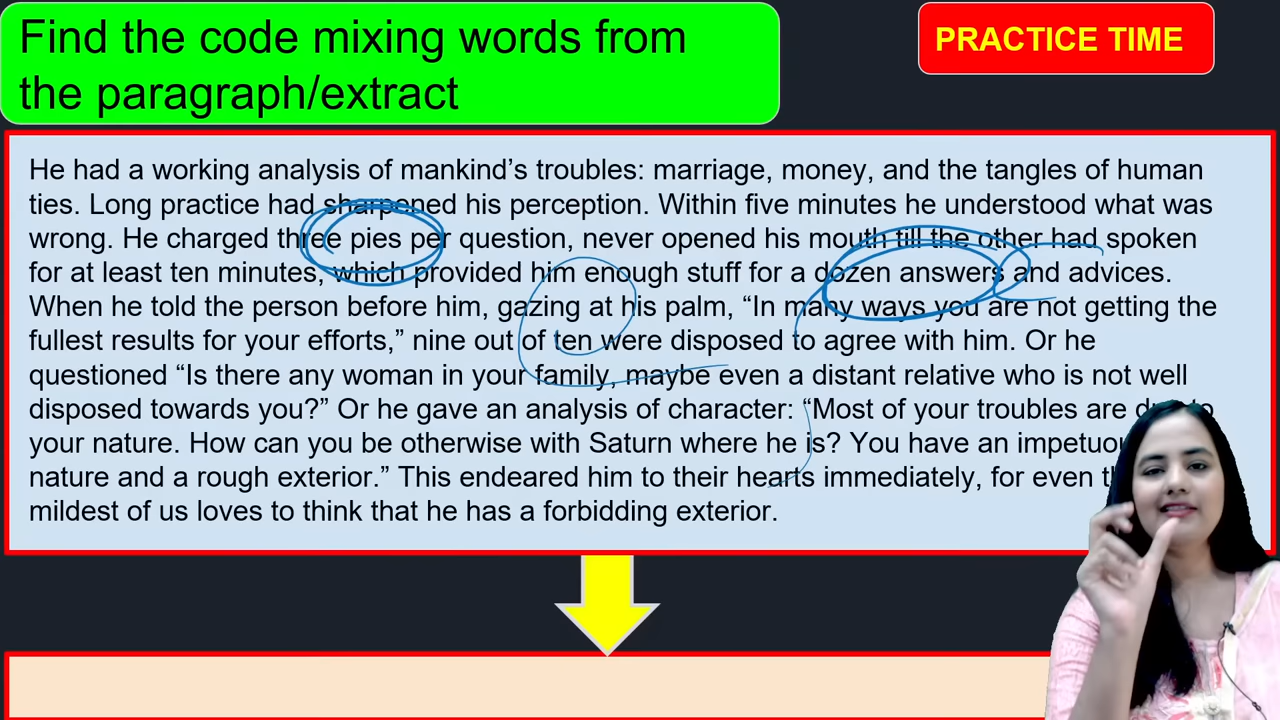 Find the code mixing words from
the paragraph/extract
PRACTICE TIME
He had a working analysis of mankind’s troubles: marriage, money, and the tangles of human
ties. Long practice had sharpened his perception. Within five minutes he understood what was
wrong. He charged three pies per question, never opened his mouth till the other had spoken
for at least ten minutes, which provided him enough stuff for a dozen answers and advices.
When he told the person before him, gazing at his palm, “In many ways you are not getting the
fullest results for your efforts,” nine out of ten were disposed to agree with him. Or he
questioned “Is there any woman in your family, maybe even a distant relative who is not well
disposed towards you?” Or he gave an analysis of character: “Most of your troubles are due to
your nature. How can you be otherwise with Saturn where he is? You have an
nature and a rough exterior.” This endeared him to their hearts immediately, for even
mildest of us loves to think that he has a forbidding exterior.